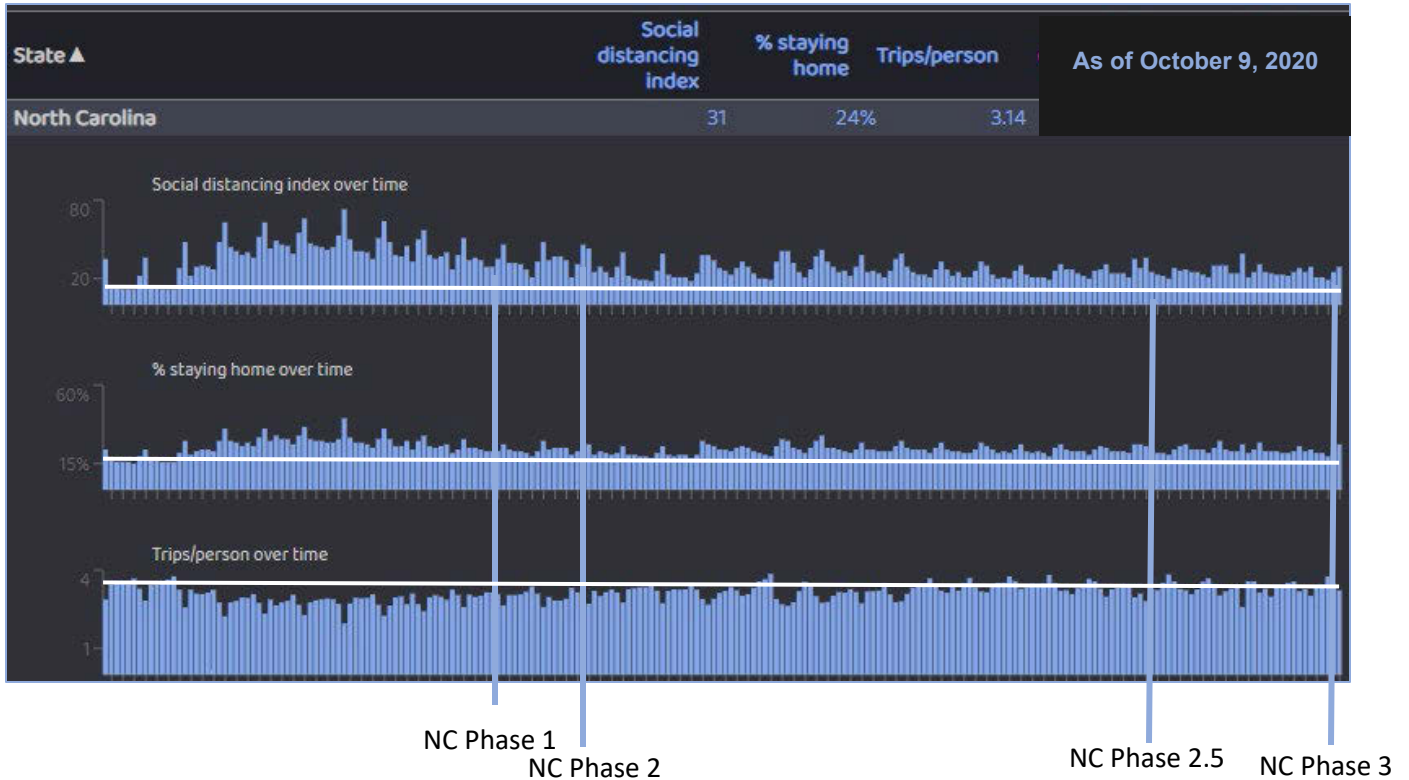 State ▲
Social distancing index
% staying home
Trips/person
As of October 9, 2020
North Carolina
31
24%
3.14
Social distancing index over time
80
20
% staying home over time
60%
15%
Trips/person over time
4
1
NC Phase 1
NC Phase 2
NC Phase 2.5
NC Phase 3